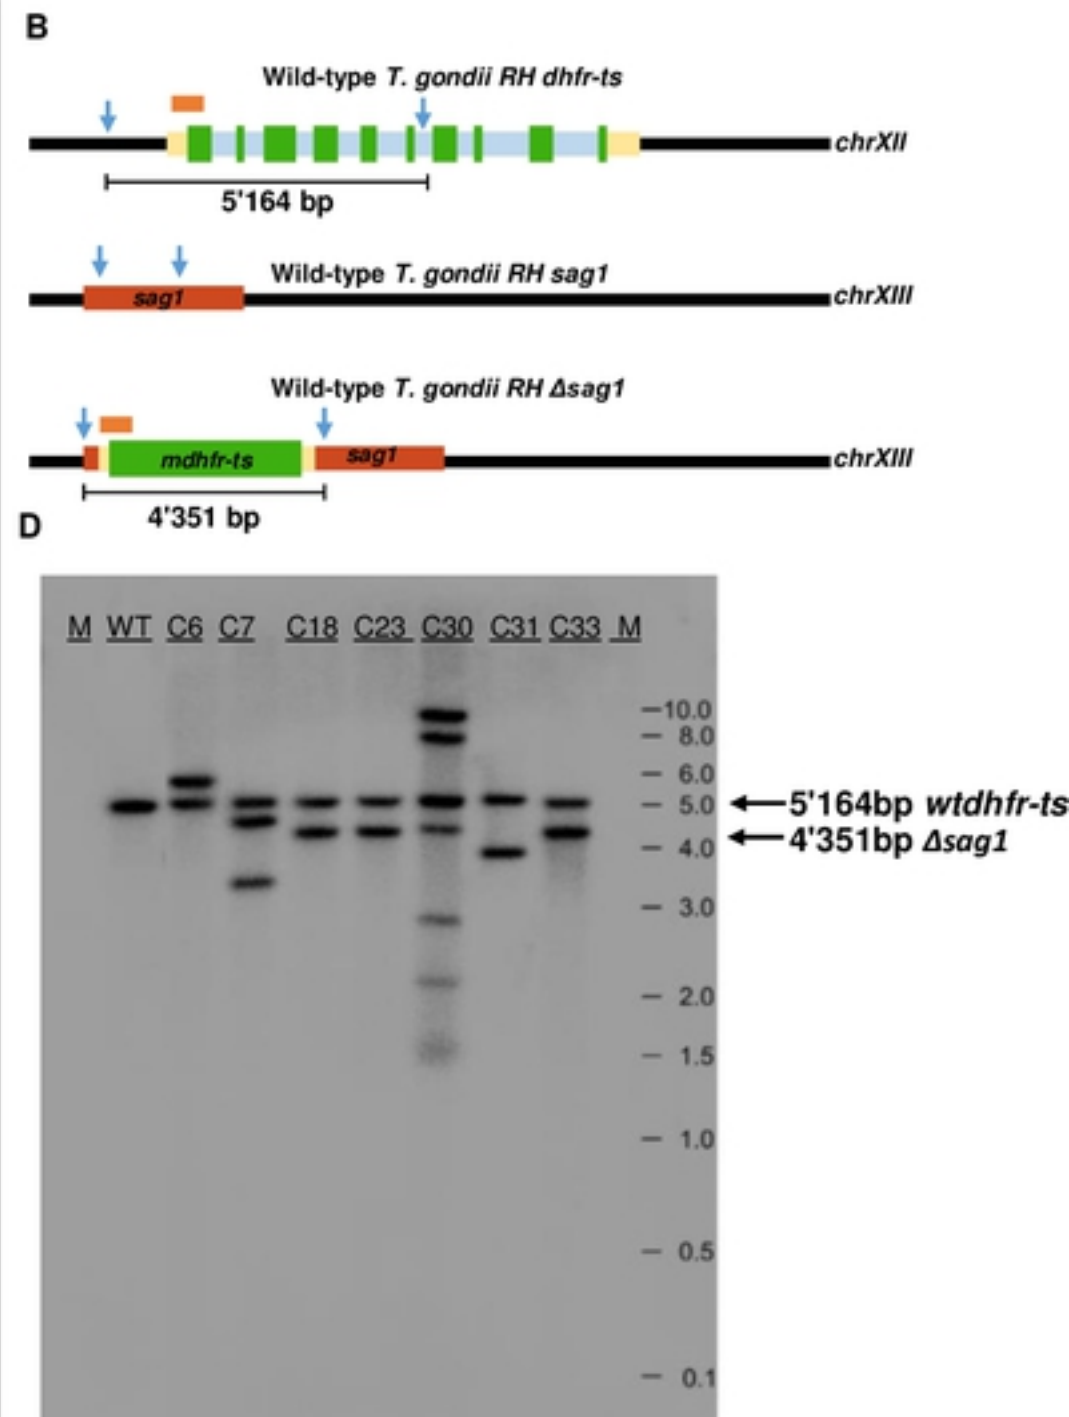 B
Wild-type T. gondii RH dhfr-ts
chrXII
5'164 bp
Wild-type T. gondii RH sag1
sag1
chrXIII
Wild-type T. gondii RH Δsag1
mdhfr-ts
sag1
chrXIII
4'351 bp
D
M WT C6 C7 C18 C23 C30 C31 C33 M
10.0
8.0
6.0
5.0
5'164bp wtdhfr-ts
4'351bp Δsag1
4.0
3.0
2.0
1.5
1.0
0.5
0.1